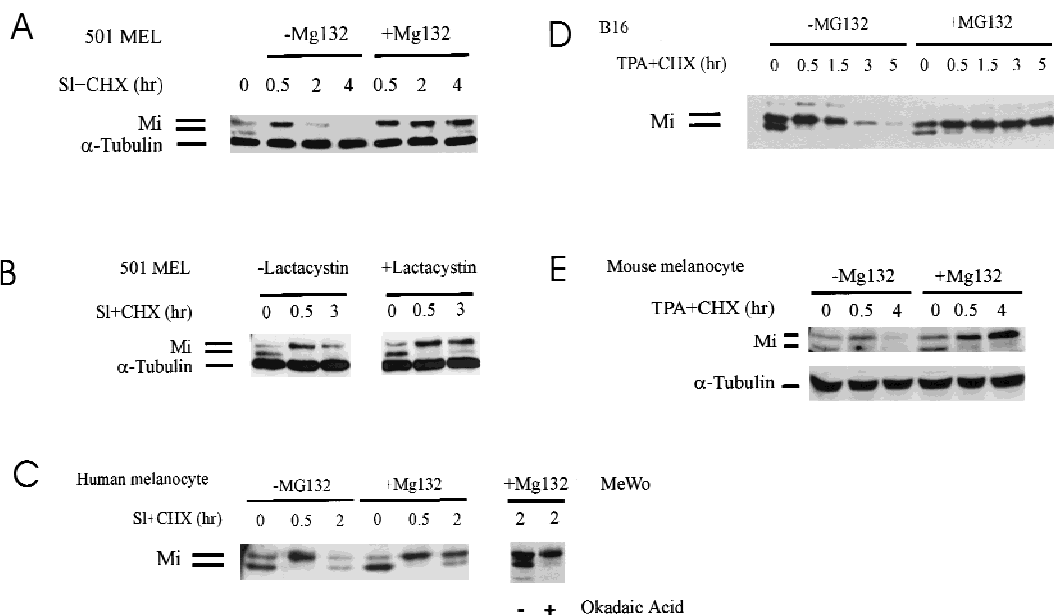 A
501 MEL
-Mg132 +Mg132
Sl−CHX (hr) 0 0.5 2 4 0.5 2 4
Mi
α-Tubulin
B
501 MEL
-Lactacystin +Lactacystin
Sl+CHX (hr) 0 0.5 3 0 0.5 3
Mi
α-Tubulin
C
Human melanocyte
-MG132 +Mg132 +Mg132 MeWo
Sl+CHX (hr) 0 0.5 2 0 0.5 2 2 2
Mi
- + Okadaic Acid
D
B16
-MG132 +MG132
TPA+CHX (hr) 0 0.5 1.5 3 5 0 0.5 1.5 3 5
Mi
E
Mouse melanocyte
-Mg132 +Mg132
TPA+CHX (hr) 0 0.5 4 0 0.5 4
Mi
α-Tubulin